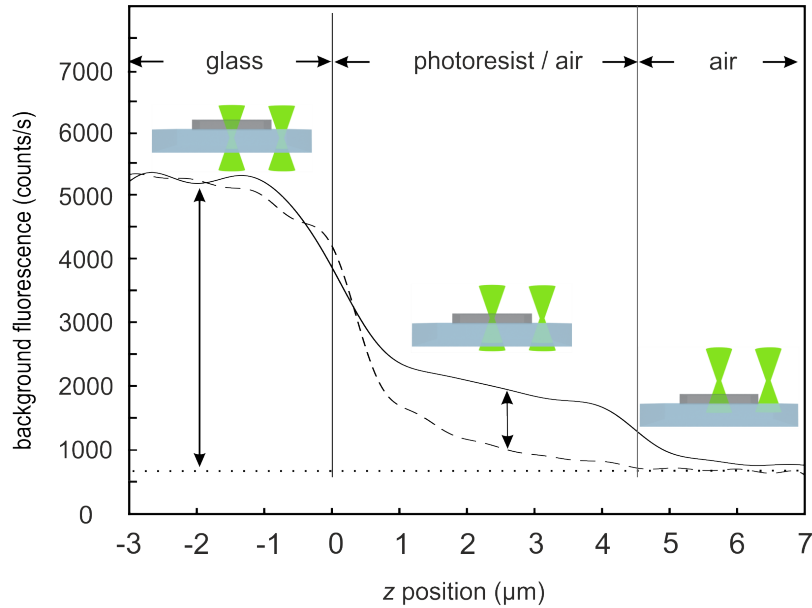 glass
photoresist / air
air
7000
6000
5000
4000
3000
2000
1000
0
-3 -2 -1 0 1 2 3 4 5 6 7
background fluorescence (counts/s)
z position (µm)